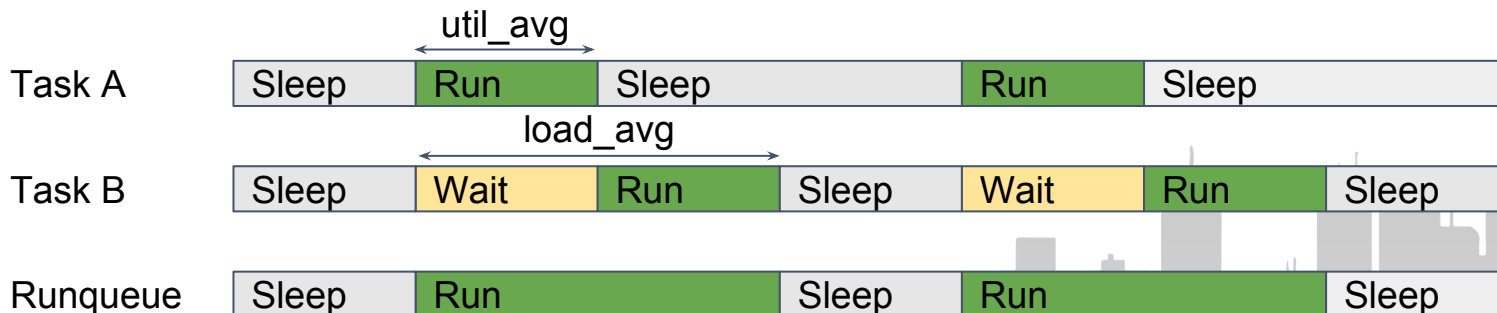 util_avg
Task A Sleep Run Sleep Run Sleep
load_avg
Task B Sleep Wait Run Sleep Wait Run Sleep
Runqueue Sleep Run Sleep Run Sleep